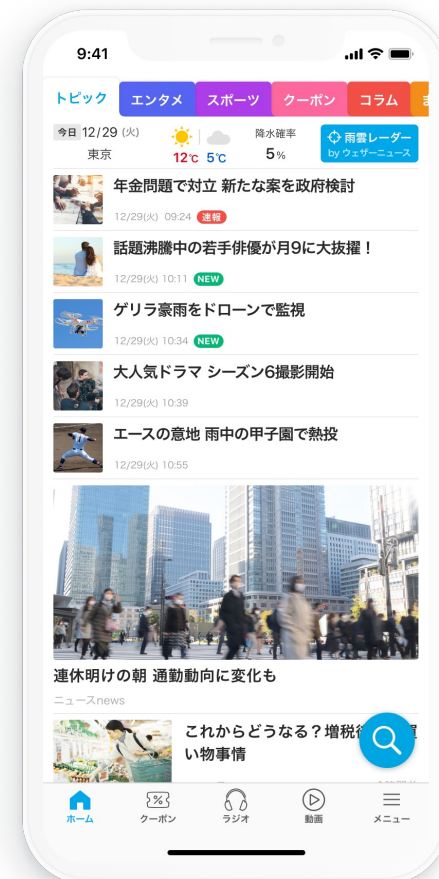 9:41
トピック エンタメ スポーツ クーポン コラム
今日 12/29 (火) 東京 12℃ 5℃ 降水確率 5% 雨雲レーダー by ウェザーニュース
年金問題で対立 新たな案を政府検討
12/29(火) 09:24 速報
話題沸騰中の若手俳優が月9に大抜擢！
12/29(火) 10:11 NEW
ゲリラ豪雨をドローンで監視
12/29(火) 10:34 NEW
大人気ドラマ シーズン6撮影開始
12/29(火) 10:39
エースの意地 雨中の甲子園で熱投
12/29(火) 10:55
連休明けの朝 通勤動向に変化も
ニュースnews
これからどうなる？増税
い物事情
ホーム クーポン ラジオ 動画 メニュー